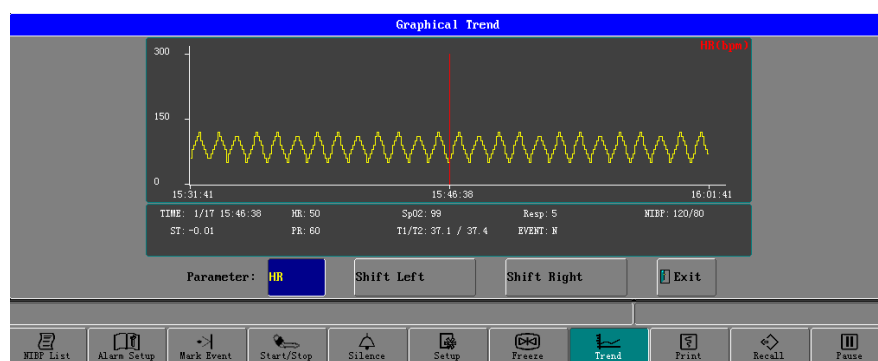 Graphical Trend
300
HR(bpm)
150
0
15:31:41 15:46:38 16:01:41
TIME: 1/17 15:46:38 HR: 50 SpO2: 99 Resp: 5 NIBP: 120/80
ST: -0.01 PR: 60 T1/T2: 37.1 / 37.4 EVENT: N
Parameter: HR Shift Left Shift Right Exit
NIBP List Alarm Setup Mark Event Start/Stop Silence Setup Freeze Trend Print Recall Pause